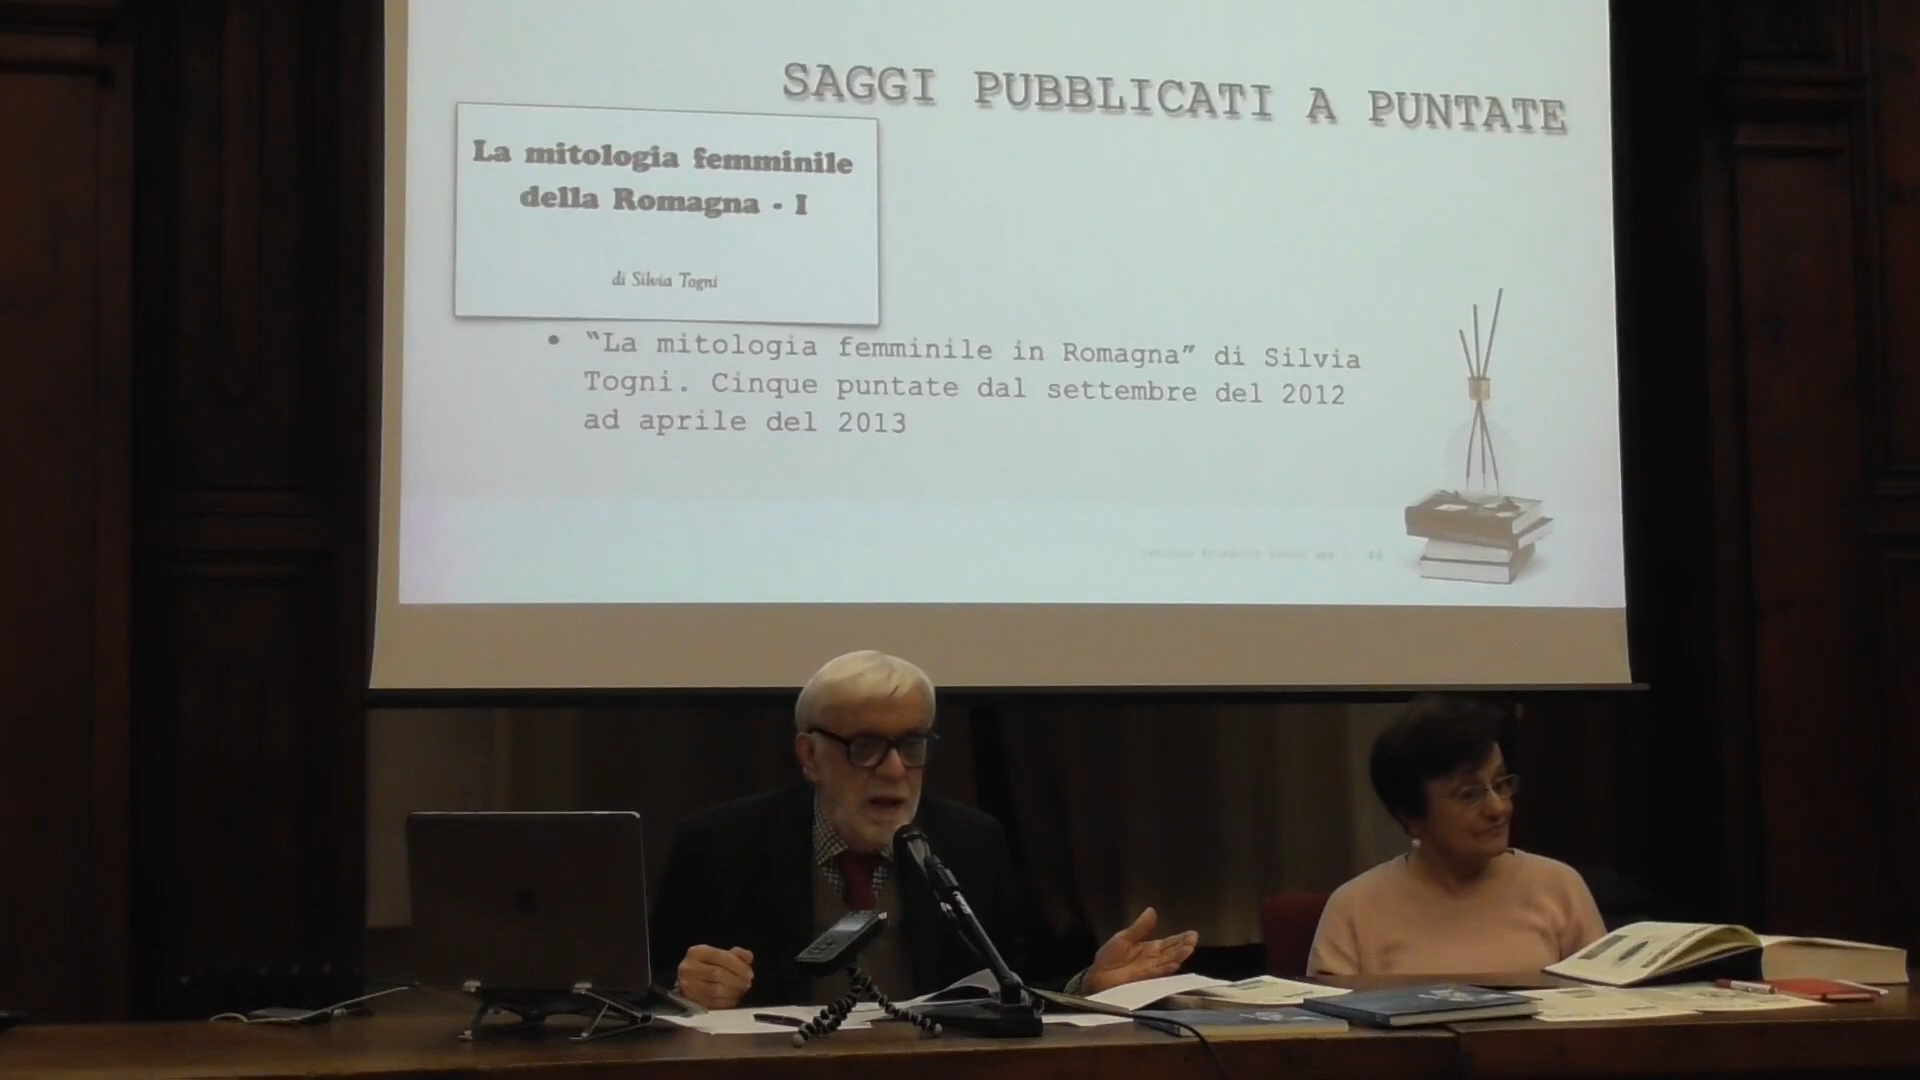 SAGGI PUBBLICATI A PUNTATE
La mitologia femminile
della Romagna - I
di Silvia Togni
• “La mitologia femminile in Romagna” di Silvia
Togni. Cinque puntate dal settembre del 2012
ad aprile del 2013